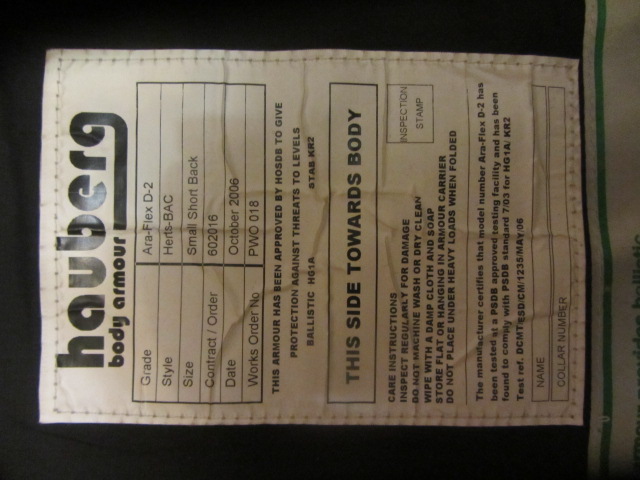 hauberg
body armour
Grade Ara-Flex D-2
Style Herts-BAC
Size Small Short Back
Contract / Order 602016
Date October 2006
Works Order No PWO 018
THIS ARMOUR HAS BEEN APPROVED BY HOSDB TO GIVE
PROTECTION AGAINST THREATS TO LEVELS
BALLISTIC HG1A STAB KR2
THIS SIDE TOWARDS BODY
CARE INSTRUCTIONS
INSPECT REGULARLY FOR DAMAGE
DO NOT MACHINE WASH OR DRY CLEAN
WIPE WITH A DAMP CLOTH AND SOAP
STORE FLAT OR HANGING IN ARMOUR CARRIER
DO NOT PLACE UNDER HEAVY LOADS WHEN FOLDED
INSPECTION
STAMP
The manufacturer certifies that model number Ara-Flex D-2 has
been tested at a PSDB approved testing facility and has been
found to comply with PSDB standard 7/03 for HG1A/ KR2
Test ref. DCMT/ESD/CM/1235/MAY/06
NAME
COLLAR NUMBER